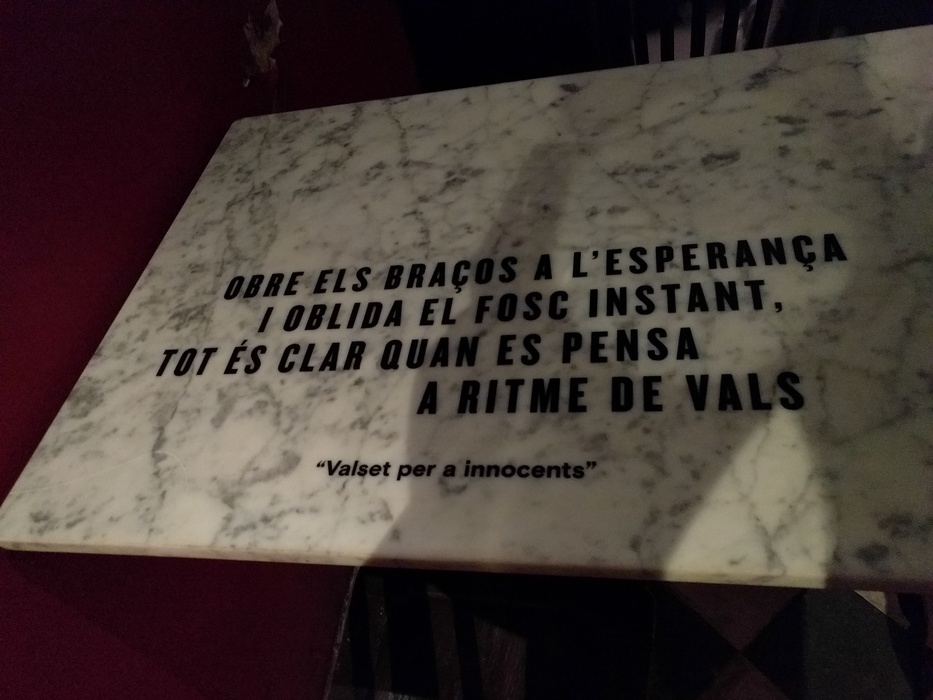 OBRE ELS BRAÇOS A L'ESPERANÇA
I OBLIDA EL FOSC INSTANT,
TOT ÉS CLAR QUAN ES PENSA
A RITME DE VALS
“Valset per a innocents”